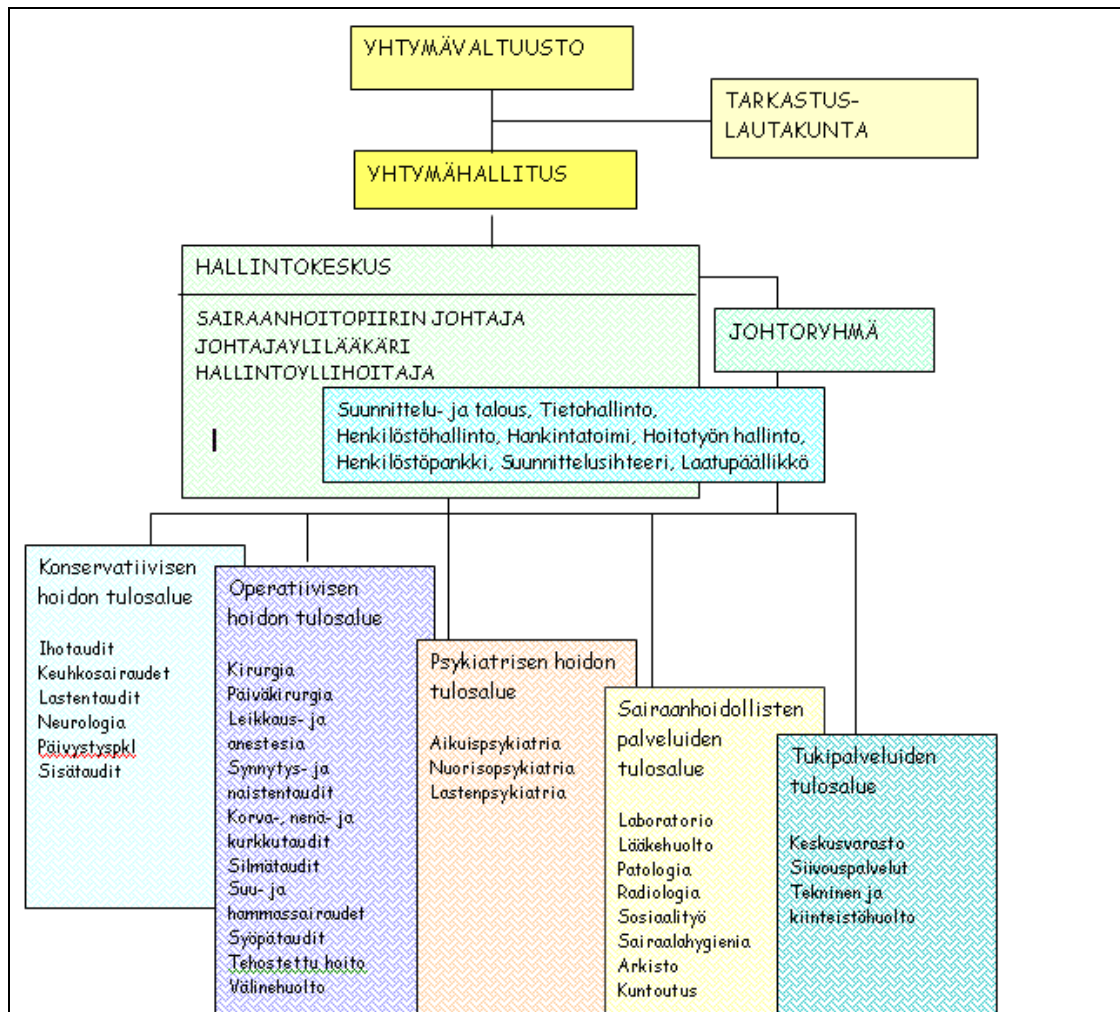 YHTYMÄVALTUUSTO
TARKASTUS-
LAUTAKUNTA
YHTYMÄHALLITUS
HALLINTOKESKUS
SAIRAANHOITOPIIRIN JOHTAJA
JOHTAJAYLILÄÄKÄRI
HALLINTOYLLIHOITAJA
JOHTORYHMÄ
Suunnittelu- ja talous, Tietohallinto,
Henkilöstöhallinto, Hankintatoimi, Hoitotyön hallinto,
Henkilöstöpankki, Suunnittelusihteeri, Laatupäällikkö
Konservatiivisen
hoidon tulosalue
Ihotaudit
Keuhkosairaudet
Lastentaudit
Neurologia
Päivystyspkl
Sisätaudit
Operatiivisen
hoidon tulosalue
Kirurgia
Päiväkirurgia
Leikkaus- ja
anestesia
Synnytys- ja
naistentaudit
Korva-, nenä- ja
kurkkutaudit
Silmätaudit
Suu- ja
hammassairaudet
Syöpätaudit
Tehostettu hoito
Välinehuolto
Psykiatrisen hoidon
tulosalue
Aikuispsykiatria
Nuorisopsykiatria
Lastenpsykiatria
Sairaanhoidollisten
palveluiden
tulosalue
Laboratorio
Lääkehuolto
Patologia
Radiologia
Sosiaalityö
Sairaalahygienia
Arkisto
Kuntoutus
Tukipalveluiden
tulosalue
Keskusvarasto
Siivouspalvelut
Tekninen ja
kiinteistöhuolto